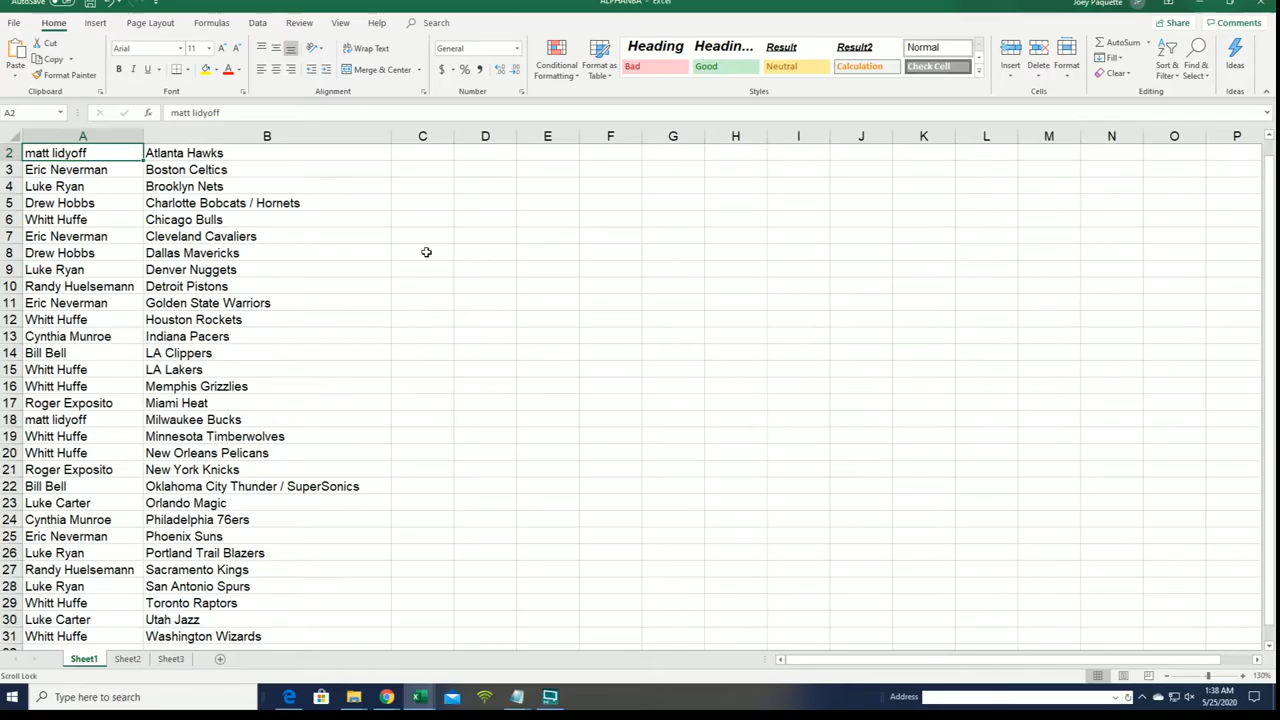 AutoSave Off ALPHANBA - Excel Joey Paquette
File Home Insert Page Layout Formulas Data Review View Help Search Share Comments
Cut Copy Format Painter Paste Clipboard
Arial 11 A A B I U A Font
Wrap Text Merge & Center Alignment
General $ % , Number
Conditional Formatting Format as Table
Heading Headin... Result Result2 Normal
Bad Good Neutral Calculation Check Cell
Styles
Insert Delete Format Cells
AutoSum Fill Clear Sort & Filter Find & Select Editing
Ideas Ideas
A2 fx matt lidyoff
A B C D E F G H I J K L M N O P
2 matt lidyoff Atlanta Hawks
3 Eric Neverman Boston Celtics
4 Luke Ryan Brooklyn Nets
5 Drew Hobbs Charlotte Bobcats / Hornets
6 Whitt Huffe Chicago Bulls
7 Eric Neverman Cleveland Cavaliers
8 Drew Hobbs Dallas Mavericks
9 Luke Ryan Denver Nuggets
10 Randy Huelsemann Detroit Pistons
11 Eric Neverman Golden State Warriors
12 Whitt Huffe Houston Rockets
13 Cynthia Munroe Indiana Pacers
14 Bill Bell LA Clippers
15 Whitt Huffe LA Lakers
16 Whitt Huffe Memphis Grizzlies
17 Roger Exposito Miami Heat
18 matt lidyoff Milwaukee Bucks
19 Whitt Huffe Minnesota Timberwolves
20 Whitt Huffe New Orleans Pelicans
21 Roger Exposito New York Knicks
22 Bill Bell Oklahoma City Thunder / SuperSonics
23 Luke Carter Orlando Magic
24 Cynthia Munroe Philadelphia 76ers
25 Eric Neverman Phoenix Suns
26 Luke Ryan Portland Trail Blazers
27 Randy Huelsemann Sacramento Kings
28 Luke Ryan San Antonio Spurs
29 Whitt Huffe Toronto Raptors
30 Luke Carter Utah Jazz
31 Whitt Huffe Washington Wizards
Sheet1 Sheet2 Sheet3
Scroll Lock 130%
Type here to search Address 1:38 AM
5/25/2020